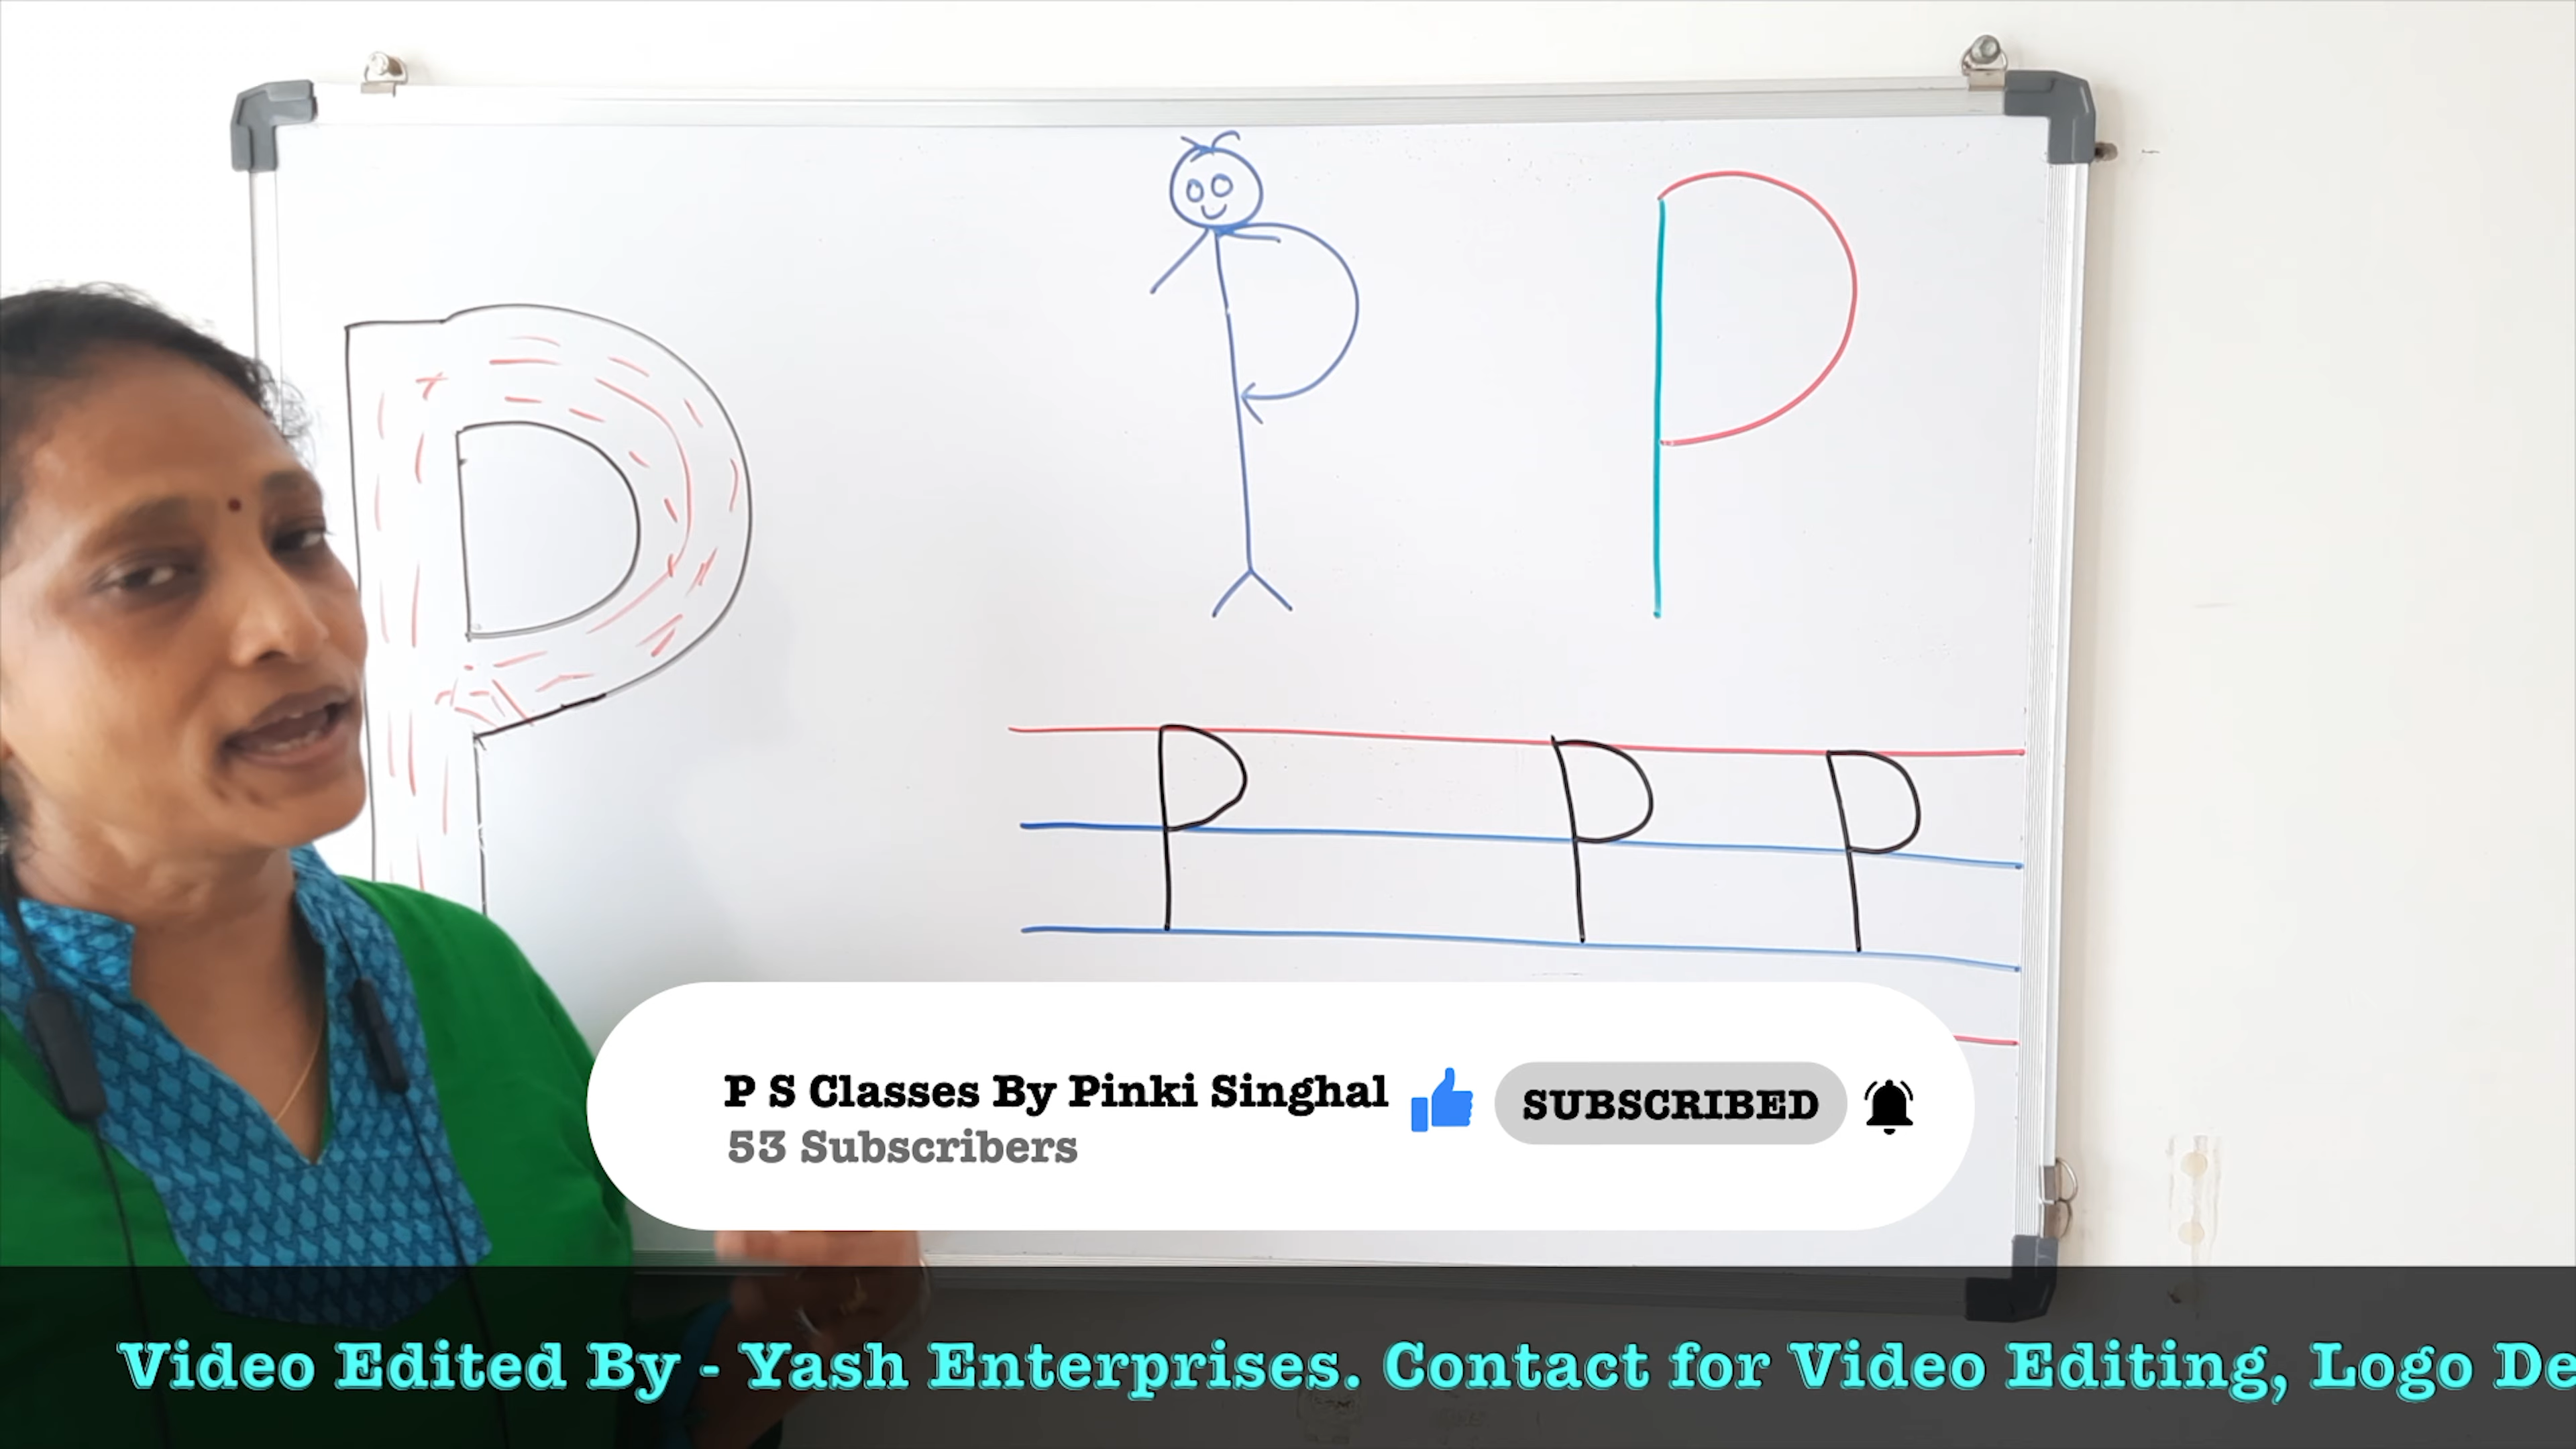 P
P
P P P
P S Classes By Pinki Singhal
SUBSCRIBED
53 Subscribers
Video Edited By - Yash Enterprises. Contact for Video Editing, Logo De